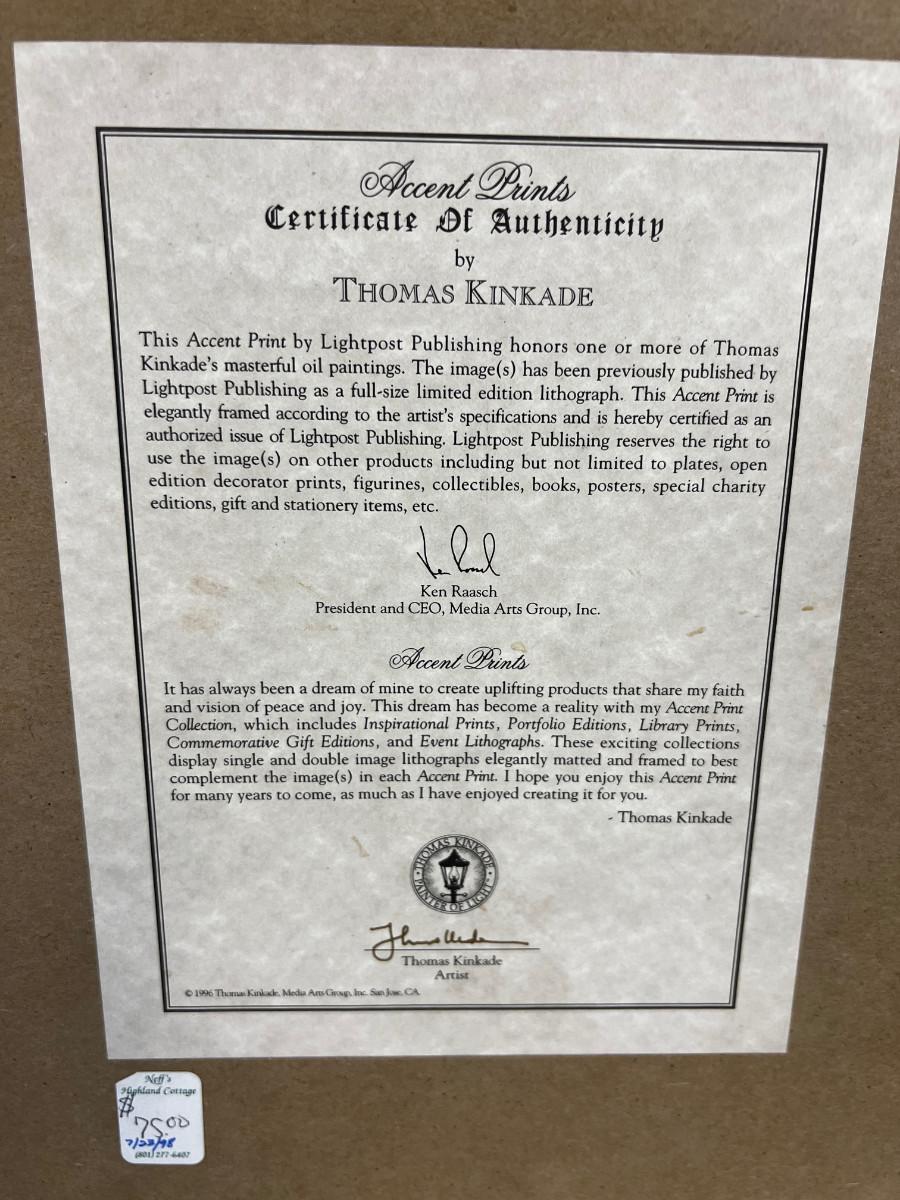 Accent Prints
Certificate Of Authenticity
by
THOMAS KINKADE
This Accent Print by Lightpost Publishing honors one or more of Thomas
Kinkade's masterful oil paintings. The image(s) has been previously published by
Lightpost Publishing as a full-size limited edition lithograph. This Accent Print is
elegantly framed according to the artist's specifications and is hereby certified as an
authorized issue of Lightpost Publishing. Lightpost Publishing reserves the right to
use the image(s) on other products including but not limited to plates, open
edition decorator prints, figurines, collectibles, books, posters, special charity
editions, gift and stationery items, etc.
Ken Raasch
President and CEO, Media Arts Group, Inc.
Accent Prints
It has always been a dream of mine to create uplifting products that share my faith
and vision of peace and joy. This dream has become a reality with my Accent Print
Collection, which includes Inspirational Prints, Portfolio Editions, Library Prints,
Commemorative Gift Editions, and Event Lithographs. These exciting collections
display single and double image lithographs elegantly matted and framed to best
complement the image(s) in each Accent Print. I hope you enjoy this Accent Print
for many years to come, as much as I have enjoyed creating it for you.
- Thomas Kinkade
THOMAS KINKADE
PAINTER OF LIGHT
Thomas Kinkade
Artist
© 1996 Thomas Kinkade, Media Arts Group, Inc. San Jose, CA
Neff's
Highland Cottage
$
75.00
7/23/98
(801) 277-6407